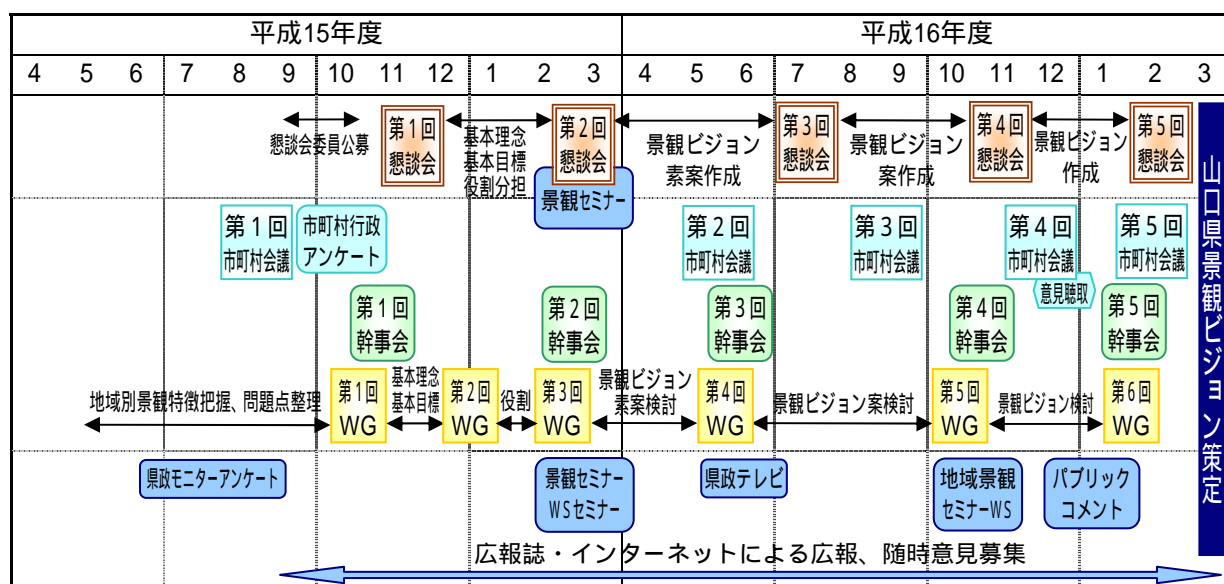 平成15年度
平成16年度
4 5 6 7 8 9 10 11 12 1 2 3 4 5 6 7 8 9 10 11 12 1 2 3
懇談会委員公募
第1回
懇談会
基本理念
基本目標
役割分担
第2回
懇談会
景観ビジョン
素案作成
第3回
懇談会
景観ビジョン
案作成
第4回
懇談会
景観ビジョン
作成
第5回
懇談会
景観セミナー
第1回
市町村会議
市町村行政
アンケート
第2回
市町村会議
第3回
市町村会議
第4回
市町村会議
意見聴取
第5回
市町村会議
第1回
幹事会
第2回
幹事会
第3回
幹事会
第4回
幹事会
第5回
幹事会
地域別景観特徴把握、問題点整理
第1回
WG
基本理念
基本目標
第2回
WG
役割
第3回
WG
景観ビジョン
素案検討
第4回
WG
景観ビジョン案検討
第5回
WG
景観ビジョン検討
第6回
WG
県政モニターアンケート
景観セミナー
WSセミナー
県政テレビ
地域景観
セミナーWS
パブリック
コメント
広報誌・インターネットによる広報、随時意見募集
山口県景観ビジョン策定